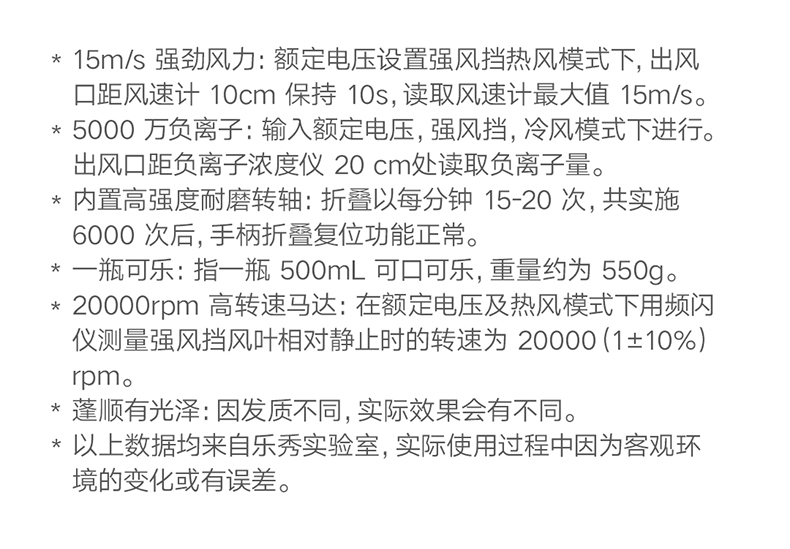 * 15m/s 强劲风力：额定电压设置强风挡热风模式下，出风
口距风速计 10cm 保持 10s，读取风速计最大值 15m/s。
* 5000 万负离子：输入额定电压，强风挡，冷风模式下进行。
出风口距负离子浓度仪 20 cm处读取负离子量。
* 内置高强度耐磨转轴：折叠以每分钟 15-20 次，共实施
6000 次后，手柄折叠复位功能正常。
* 一瓶可乐：指一瓶 500mL 可口可乐，重量约为 550g。
* 20000rpm 高转速马达：在额定电压及热风模式下用频闪
仪测量强风挡风叶相对静止时的转速为 20000（1±10%）
rpm。
* 蓬顺有光泽：因发质不同，实际效果会有不同。
* 以上数据均来自乐秀实验室，实际使用过程中因为客观环
境的变化或有误差。